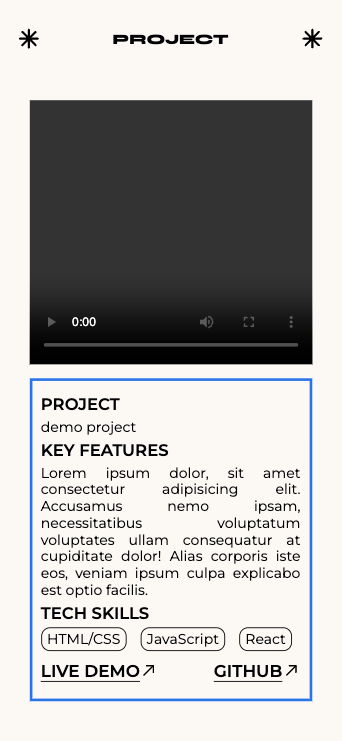 PROJECT
0:00
PROJECT
demo project
KEY FEATURES
Lorem ipsum dolor, sit amet
consectetur adipisicing elit.
Accusamus nemo ipsam,
necessitatibus voluptatum
voluptates ullam consequatur at
cupiditate dolor! Alias corporis iste
eos, veniam ipsum culpa explicabo
est optio facilis.
TECH SKILLS
HTML/CSS JavaScript React
LIVE DEMO GITHUB